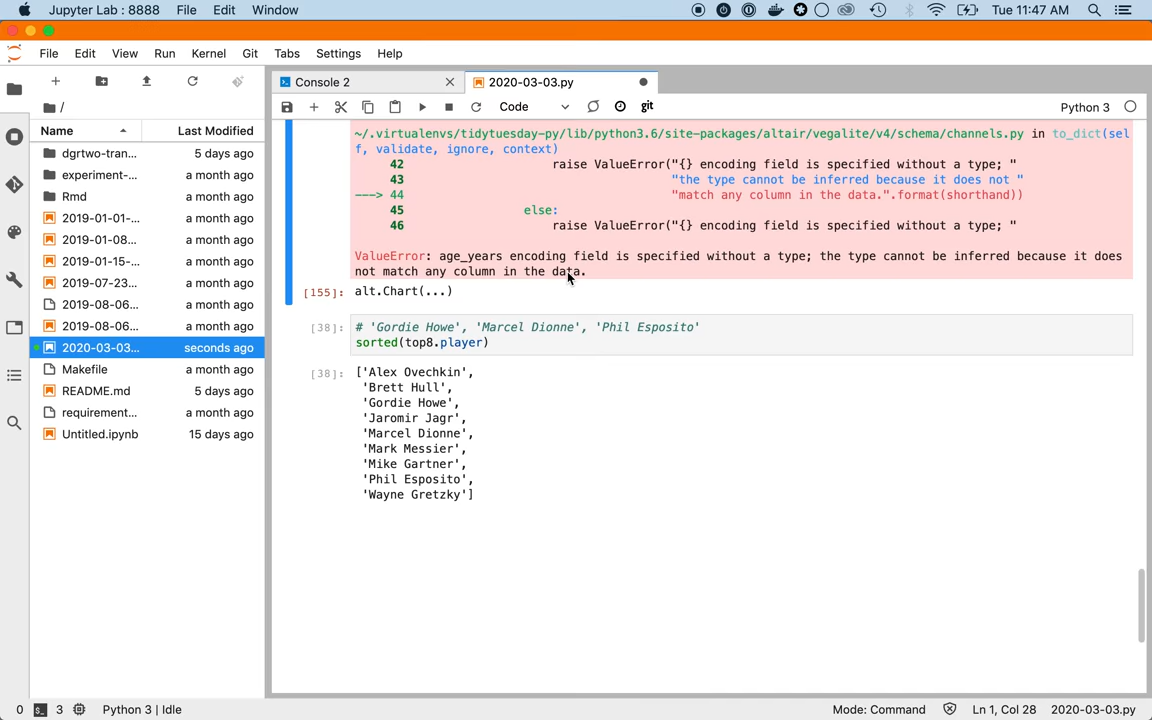 Jupyter Lab : 8888 File Edit Window Tue 11:47 AM
File Edit View Run Kernel Git Tabs Settings Help
Console 2 2020-03-03.py
Code git Python 3
/
Name Last Modified
dgrtwo-tran... 5 days ago
experiment-... a month ago
Rmd a month ago
2019-01-01-... a month ago
2019-01-08... a month ago
2019-01-15-... a month ago
2019-07-23... a month ago
2019-08-06... a month ago
2019-08-06... a month ago
2020-03-03... seconds ago
Makefile a month ago
README.md 5 days ago
requirement... a month ago
Untitled.ipynb 15 days ago
~/.virtualenvs/tidytuesday-py/lib/python3.6/site-packages/altair/vegalite/v4/schema/channels.py in to_dict(sel
f, validate, ignore, context)
42 raise ValueError("{} encoding field is specified without a type; "
43 "the type cannot be inferred because it does not "
---> 44 "match any column in the data.".format(shorthand))
45 else:
46 raise ValueError("{} encoding field is specified without a type; "
ValueError: age_years encoding field is specified without a type; the type cannot be inferred because it does
not match any column in the data.
[155]: alt.Chart(...)
[38]: # 'Gordie Howe', 'Marcel Dionne', 'Phil Esposito'
sorted(top8.player)
[38]: ['Alex Ovechkin',
'Brett Hull',
'Gordie Howe',
'Jaromir Jagr',
'Marcel Dionne',
'Mark Messier',
'Mike Gartner',
'Phil Esposito',
'Wayne Gretzky']
0 3 Python 3 | Idle Mode: Command Ln 1, Col 28 2020-03-03.py